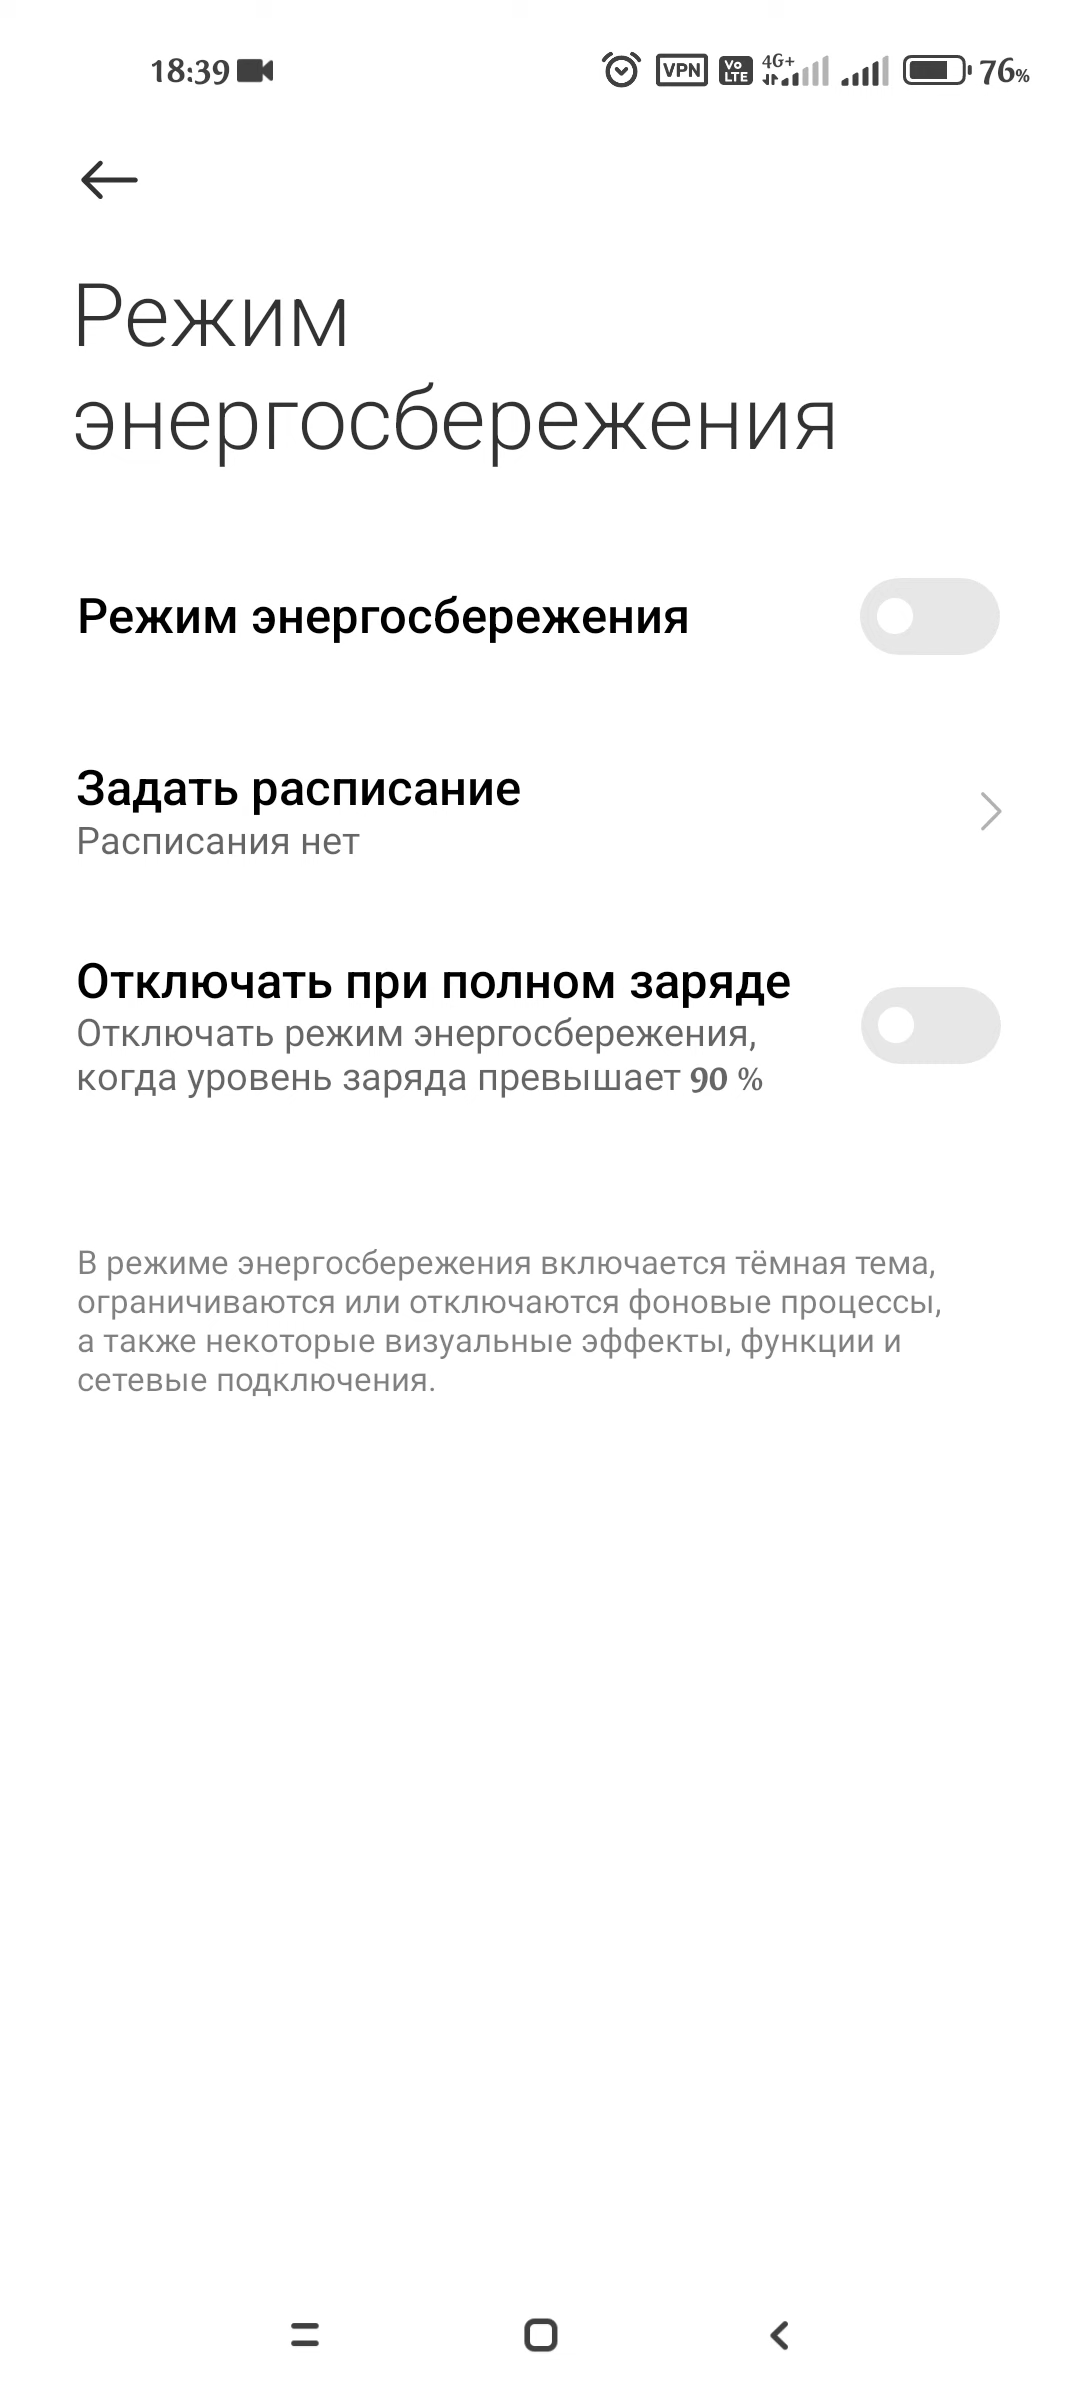 18:39 VPN Vo LTE 4G+ 76%
Режим
энергосбережения
Режим энергосбережения
Задать расписание
Расписания нет
Отключать при полном заряде
Отключать режим энергосбережения,
когда уровень заряда превышает 90 %
В режиме энергосбережения включается тёмная тема,
ограничиваются или отключаются фоновые процессы,
а также некоторые визуальные эффекты, функции и
сетевые подключения.